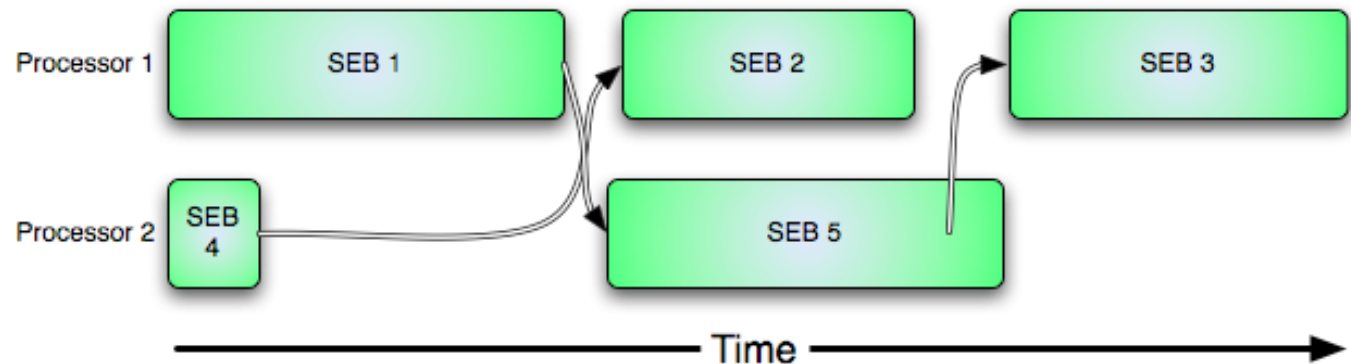 Processor 1
SEB 1
SEB 2
SEB 3
Processor 2
SEB
4
SEB 5
Time